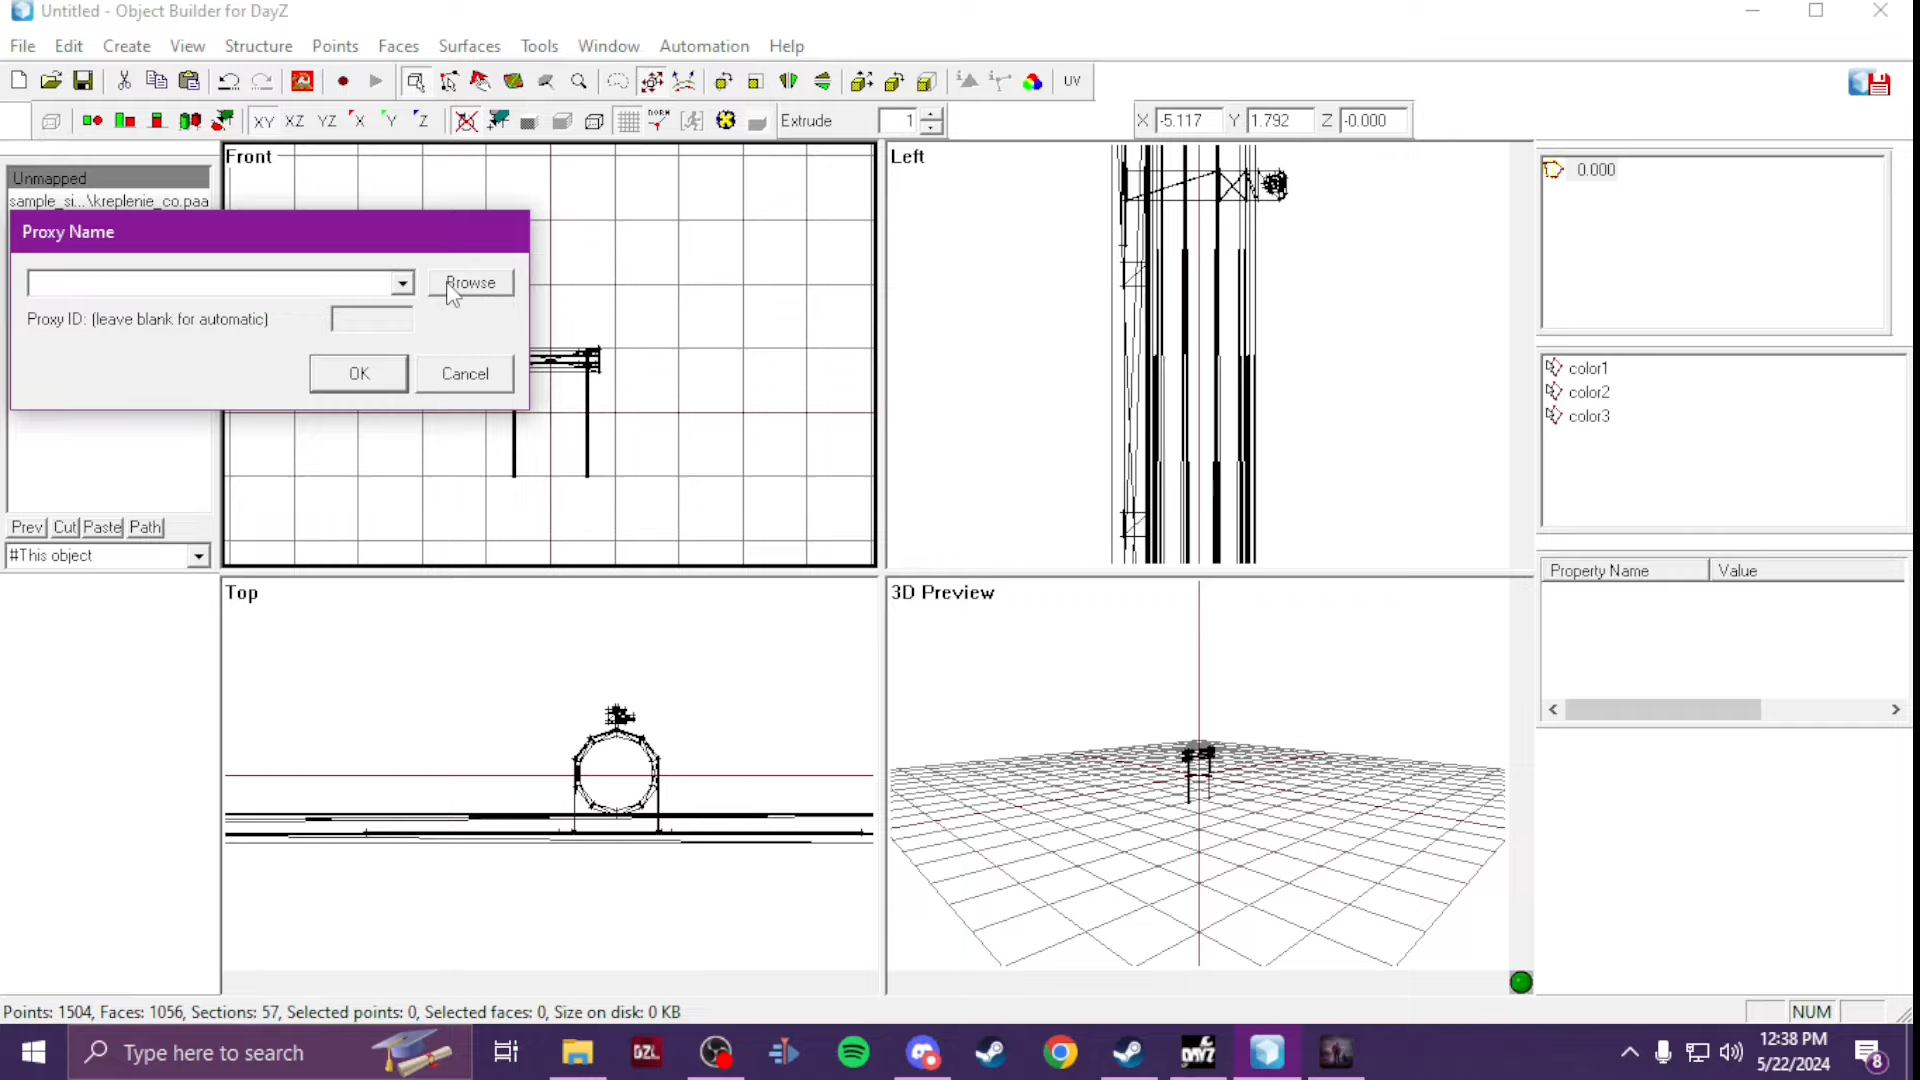 Untitled - Object Builder for DayZ
File Edit Create View Structure Points Faces Surfaces Tools Window Automation Help
UV
XY XZ YZ X Y Z NORM Extrude 1 X -5.117 Y 1.792 Z -0.000
Unmapped
sample_si...\kreplenie_co.paa
Proxy Name
Browse
Proxy ID: (leave blank for automatic)
OK Cancel
Prev Cut Paste Path
#This object
Front
Left
Top
3D Preview
0.000
color1
color2
color3
Property Name Value
Points: 1504, Faces: 1056, Sections: 57, Selected points: 0, Selected faces: 0, Size on disk: 0 KB
NUM
Type here to search
DZL
DAYZ
12:38 PM
5/22/2024
8